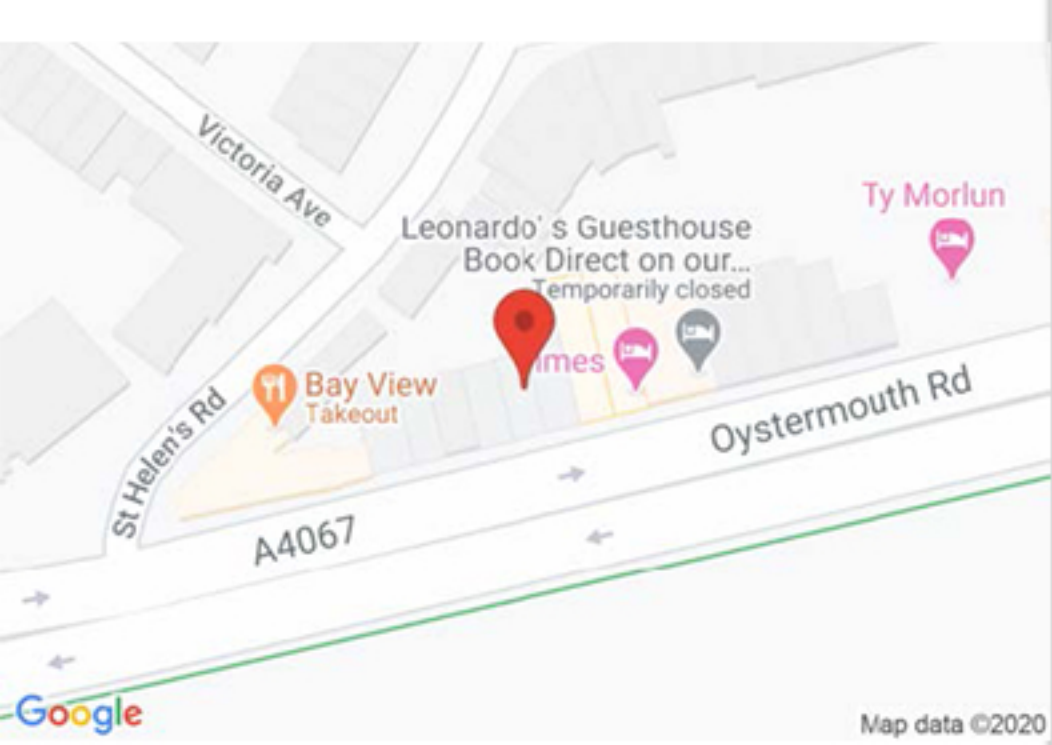 Victoria Ave
Ty Morlun
Leonardo' s Guesthouse
Book Direct on our...
Temporarily closed
Bay View
Takeout
St Helen's Rd
Oystermouth Rd
A4067
Google
Map data ©2020